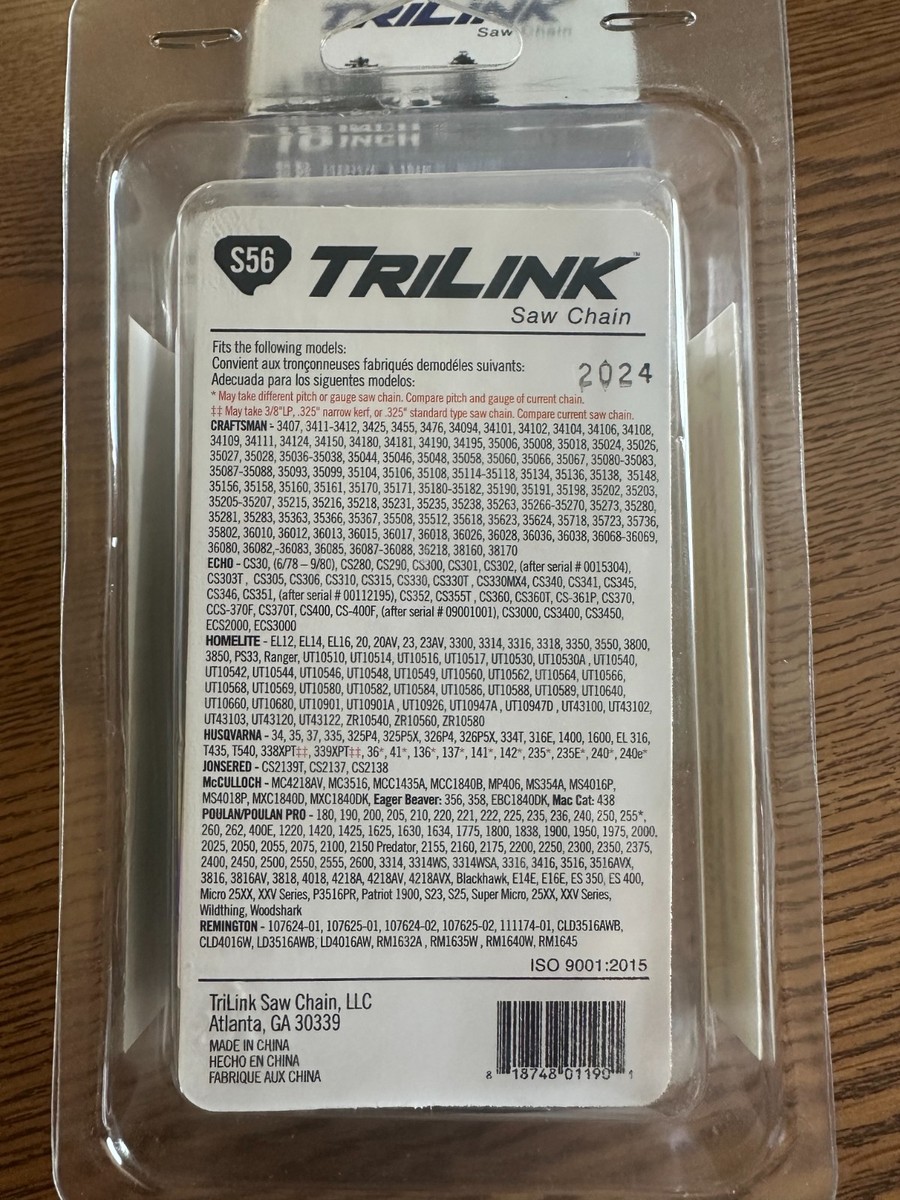 TRILINK
Saw Chain
16 INCH
S56
TRILINK™
Saw Chain
Fits the following models:
Convient aux tronçonneuses fabriqués demodéles suivants:
Adecuada para los siguentes modelos:
2024
* May take different pitch or gauge saw chain. Compare pitch and gauge of current chain.
‡‡ May take 3/8"LP, .325" narrow kerf, or .325" standard type saw chain. Compare current saw chain.
CRAFTSMAN - 3407, 3411-3412, 3425, 3455, 3476, 34094, 34101, 34102, 34104, 34106, 34108,
34109, 34111, 34124, 34150, 34180, 34181, 34190, 34195, 35006, 35008, 35018, 35024, 35026,
35027, 35028, 35036-35038, 35044, 35046, 35048, 35058, 35060, 35066, 35067, 35080-35083,
35087-35088, 35093, 35099, 35104, 35106, 35108, 35114-35118, 35134, 35136, 35138, 35148,
35156, 35158, 35160, 35161, 35170, 35171, 35180-35182, 35190, 35191, 35198, 35202, 35203,
35205-35207, 35215, 35216, 35218, 35231, 35235, 35238, 35263, 35266-35270, 35273, 35280,
35281, 35283, 35363, 35366, 35367, 35508, 35512, 35618, 35623, 35624, 35718, 35723, 35736,
35802, 36010, 36012, 36013, 36015, 36017, 36018, 36026, 36028, 36036, 36038, 36068-36069,
36080, 36082,-36083, 36085, 36087-36088, 36218, 38160, 38170
ECHO - CS30, (6/78 – 9/80), CS280, CS290, CS300, CS301, CS302, (after serial # 0015304),
CS303T , CS305, CS306, CS310, CS315, CS330, CS330T , CS330MX4, CS340, CS341, CS345,
CS346, CS351, (after serial # 00112195), CS352, CS355T , CS360, CS360T, CS-361P, CS370,
CCS-370F, CS370T, CS400, CS-400F, (after serial # 09001001), CS3000, CS3400, CS3450,
ECS2000, ECS3000
HOMELITE - EL12, EL14, EL16, 20, 20AV, 23, 23AV, 3300, 3314, 3316, 3318, 3350, 3550, 3800,
3850, PS33, Ranger, UT10510, UT10514, UT10516, UT10517, UT10530, UT10530A , UT10540,
UT10542, UT10544, UT10546, UT10548, UT10549, UT10560, UT10562, UT10564, UT10566,
UT10568, UT10569, UT10580, UT10582, UT10584, UT10586, UT10588, UT10589, UT10640,
UT10660, UT10680, UT10901, UT10901A , UT10926, UT10947A , UT10947D , UT43100, UT43102,
UT43103, UT43120, UT43122, ZR10540, ZR10560, ZR10580
HUSQVARNA - 34, 35, 37, 335, 325P4, 325P5X, 326P4, 326P5X, 334T, 316E, 1400, 1600, EL 316,
T435, T540, 338XPT‡‡, 339XPT‡‡, 36*, 41*, 136*, 137*, 141*, 142*, 235*, 235E*, 240*, 240e*
JONSERED - CS2139T, CS2137, CS2138
McCULLOCH - MC4218AV, MC3516, MCC1435A, MCC1840B, MP406, MS354A, MS4016P,
MS4018P, MXC1840D, MXC1840DK, Eager Beaver: 356, 358, EBC1840DK, Mac Cat: 438
POULAN/POULAN PRO - 180, 190, 200, 205, 210, 220, 221, 222, 225, 235, 236, 240, 250, 255*,
260, 262, 400E, 1220, 1420, 1425, 1625, 1630, 1634, 1775, 1800, 1838, 1900, 1950, 1975, 2000,
2025, 2050, 2055, 2075, 2100, 2150 Predator, 2155, 2160, 2175, 2200, 2250, 2300, 2350, 2375,
2400, 2450, 2500, 2550, 2555, 2600, 3314, 3314WS, 3314WSA, 3316, 3416, 3516, 3516AVX,
3816, 3816AV, 3818, 4018, 4218A, 4218AV, 4218AVX, Blackhawk, E14E, E16E, ES 350, ES 400,
Micro 25XX, XXV Series, P3516PR, Patriot 1900, S23, S25, Super Micro, 25XX, XXV Series,
Wildthing, Woodshark
REMINGTON - 107624-01, 107625-01, 107624-02, 107625-02, 111174-01, CLD3516AWB,
CLD4016W, LD3516AWB, LD4016AW, RM1632A , RM1635W , RM1640W, RM1645
ISO 9001:2015
TriLink Saw Chain, LLC
Atlanta, GA 30339
MADE IN CHINA
HECHO EN CHINA
FABRIQUE AUX CHINA
8 18748 01190 1